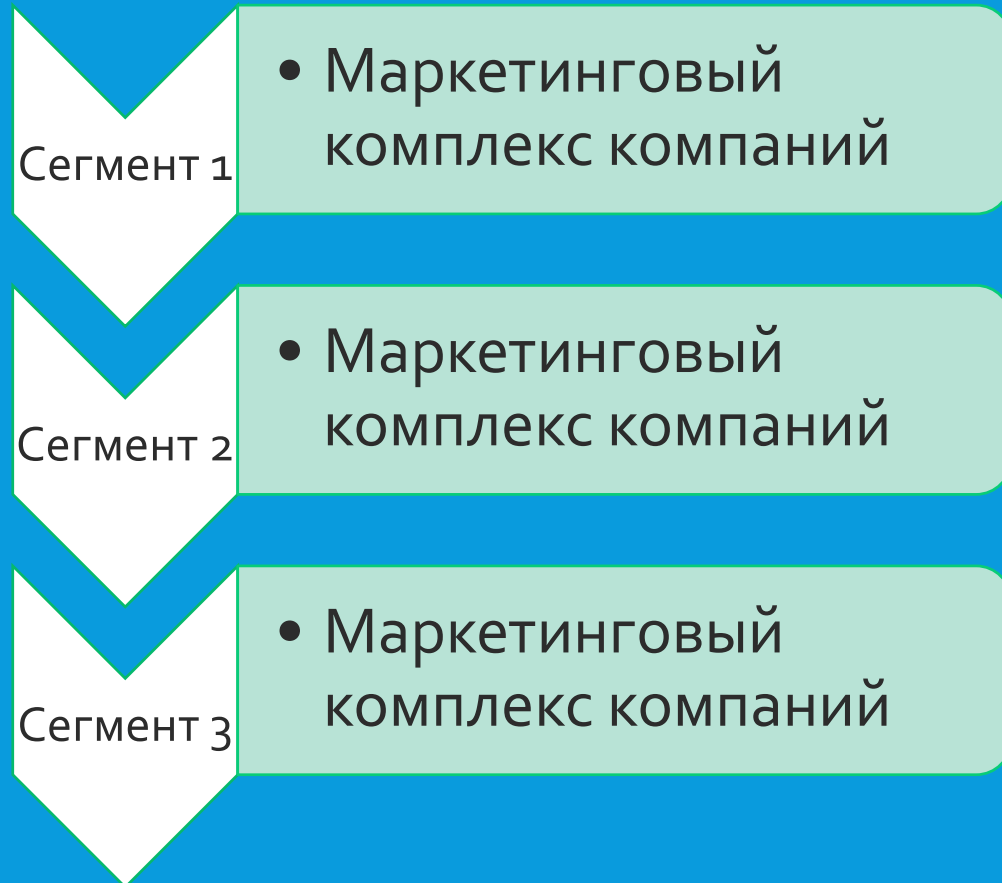 Сегмент 1
• Маркетинговый
комплекс компаний
Сегмент 2
• Маркетинговый
комплекс компаний
Сегмент 3
• Маркетинговый
комплекс компаний